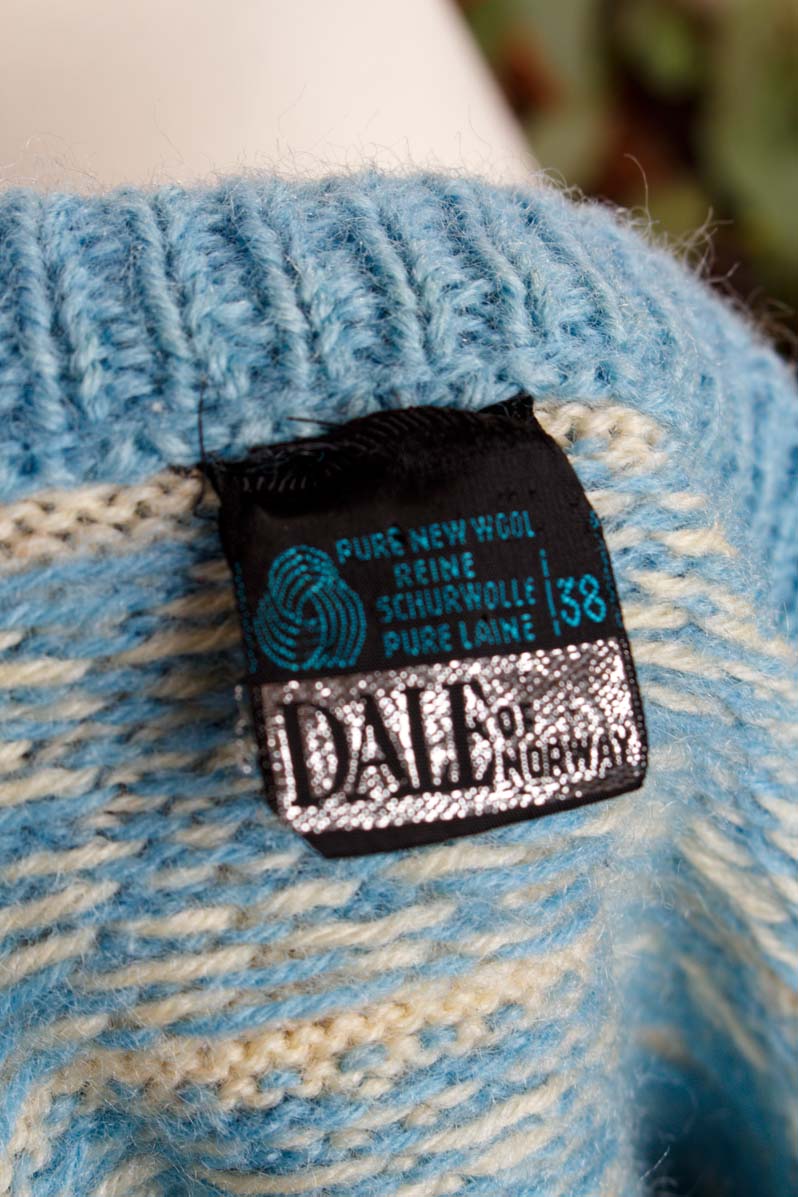 PURE NEW WOOL
REINE
SCHURWOLLE
PURE LAINE
38
DALE OF
NORWAY